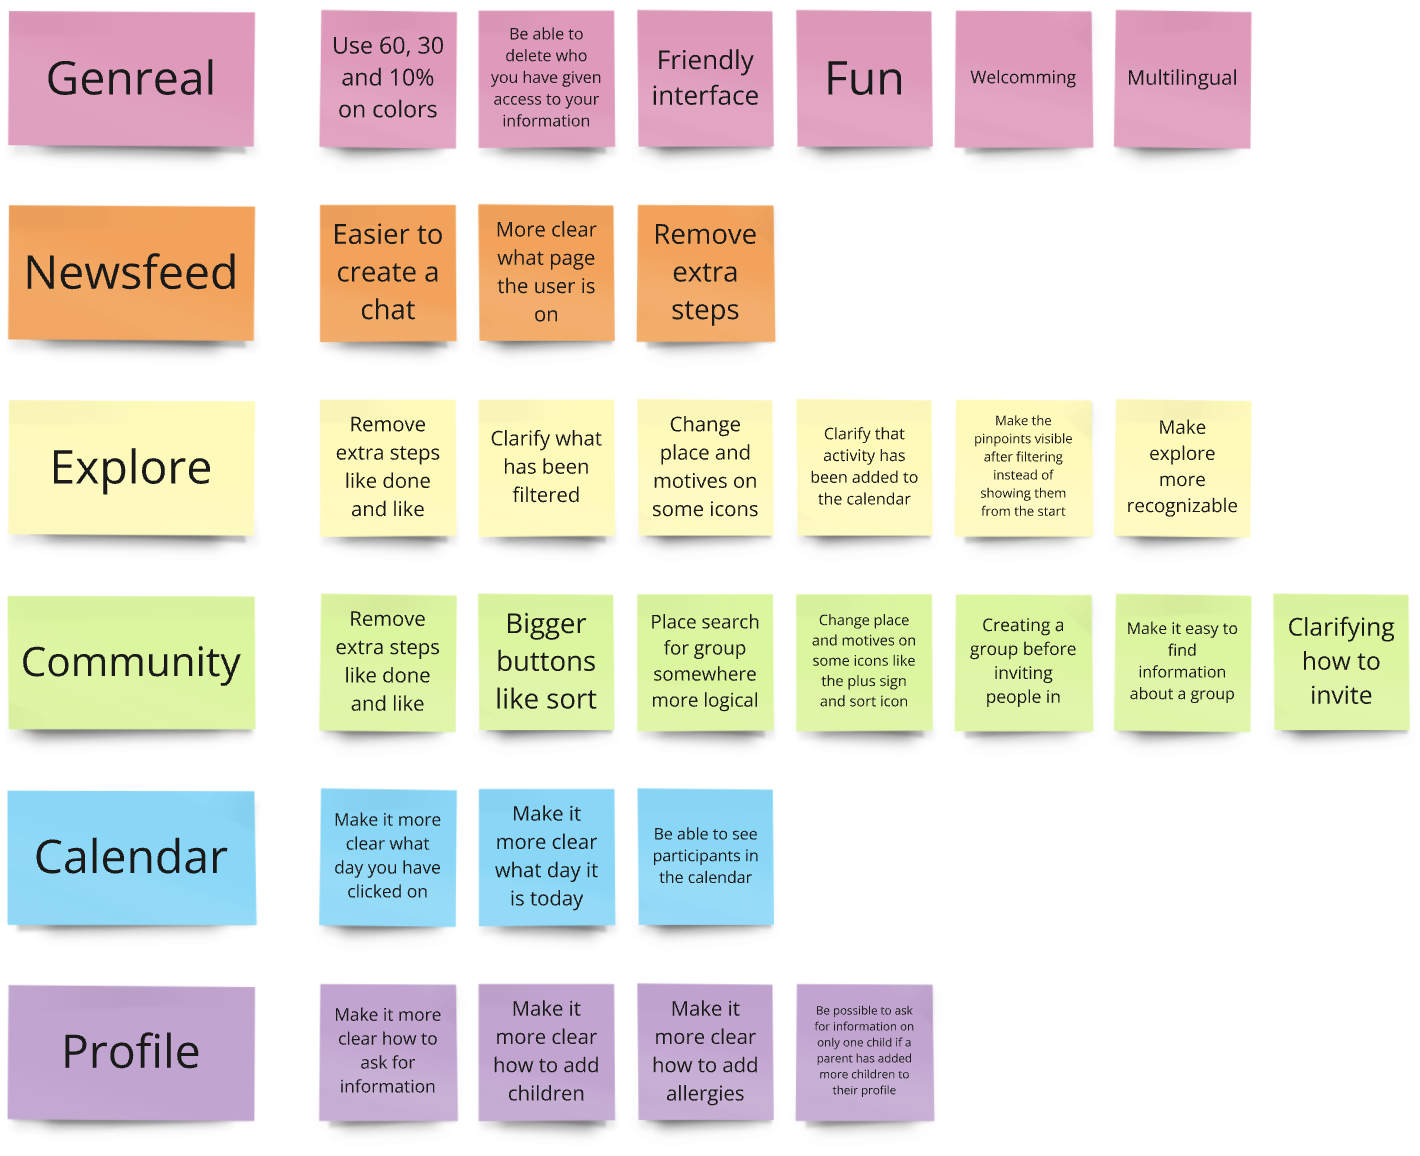 Genreal
Use 60, 30
and 10%
on colors
Be able to
delete who
you have given
access to your
information
Friendly
interface
Fun
Welcomming
Multilingual
Newsfeed
Easier to
create a
chat
More clear
what page
the user is
on
Remove
extra
steps
Explore
Remove
extra steps
like done
and like
Clarify what
has been
filtered
Change
place and
motives on
some icons
Clarify that
activity has
been added to
the calendar
Make the
pinpoints visible
after filtering
instead of
showing them
from the start
Make
explore
more
recognizable
Community
Remove
extra steps
like done
and like
Bigger
buttons
like sort
Place search
for group
somewhere
more logical
Change place
and motives on
some icons like
the plus sign
and sort icon
Creating a
group before
inviting
people in
Make it easy to
find
information
about a group
Clarifying
how to
invite
Calendar
Make it more
clear what
day you have
clicked on
Make it
more clear
what day it
is today
Be able to see
participants in
the calendar
Profile
Make it more
clear how to
ask for
information
Make it
more clear
how to add
children
Make it
more clear
how to add
allergies
Be possible to ask
for information on
only one child if a
parent has added
more children to
their profile